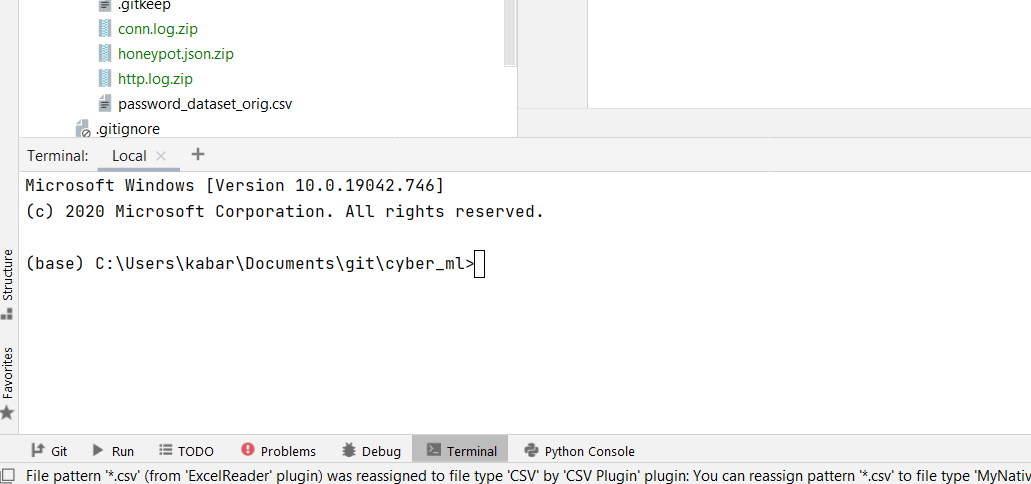 .gitkeep
conn.log.zip
honeypot.json.zip
http.log.zip
password_dataset_orig.csv
.gitignore
Terminal: Local
Microsoft Windows [Version 10.0.19042.746]
(c) 2020 Microsoft Corporation. All rights reserved.
(base) C:\Users\kabar\Documents\git\cyber_ml>
Structure
Favorites
Git Run TODO Problems Debug Terminal Python Console
File pattern '*.csv' (from 'ExcelReader' plugin) was reassigned to file type 'CSV' by 'CSV Plugin' plugin: You can reassign pattern '*.csv' to file type 'MyNativ